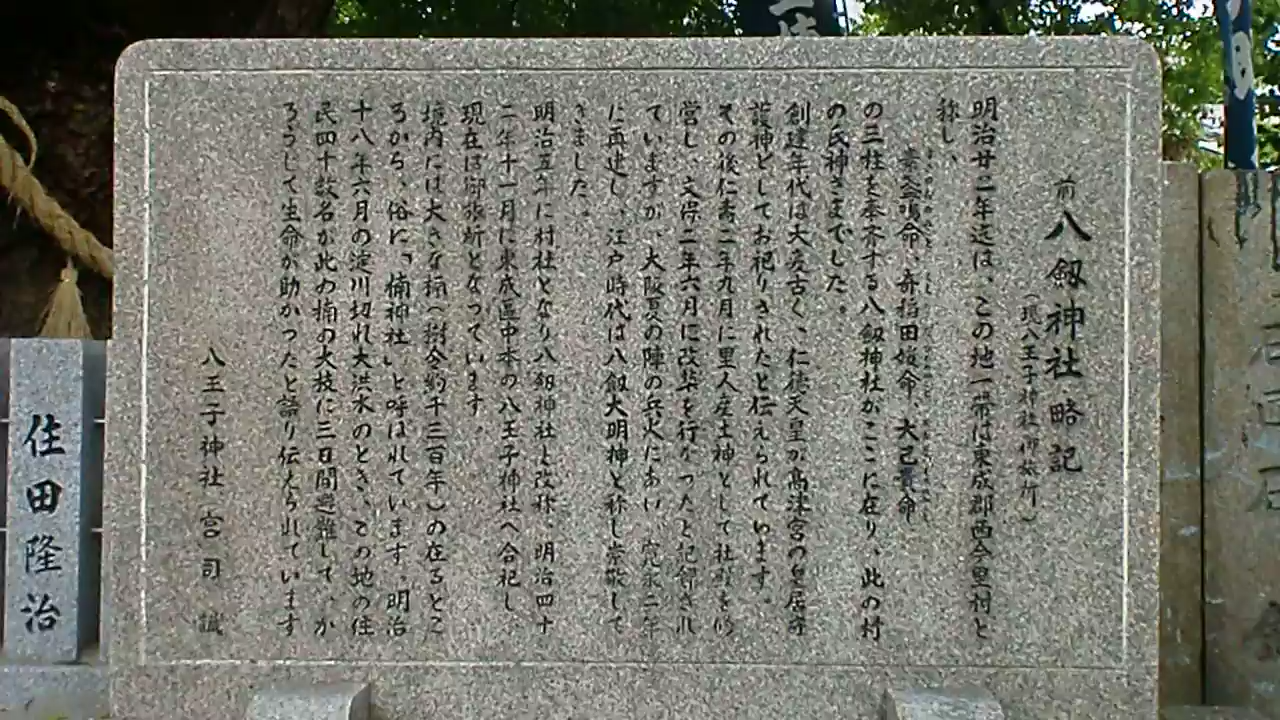 前八劔神社略記
(現八王子神社御旅所)
明治廿二年迄は、この地一帯は東成郡西今里村と
称し、
素盞嗚命、奇稲田姫命、大己貴命
の三柱を奉斉する八劔神社がここに在り、此の村
の氏神さまでした。
創建年代は大変古く、仁徳天皇が高津宮の皇居守
護神としてお祀りされたと伝えられています。
その後仁寿二年九月に里人産土神として社殿を修
営し、文得二年六月に改築を行なったと記録され
ていますが、大阪夏の陣の兵火にあい、寛永二年
に再建し、江戸時代は八劔大明神と称し崇敬して
きました。
明治五年に村社となり八劔神社と改称、明治四十
二年十一月に東成區中本の八王子神社へ合祀し、
現在は御旅所となっています。
境内には大きな楠(樹令約千三百年)の在るとこ
ろから、俗に「楠神社」と呼ばれています。明治
十八年六月の淀川切れ大洪水のとき、この地の住
民四十数名が此の楠の大枝に三日間避難して、か
ろうじて生命が助かったと語り伝えられています
八王子神社 宮司 誠
住田隆治